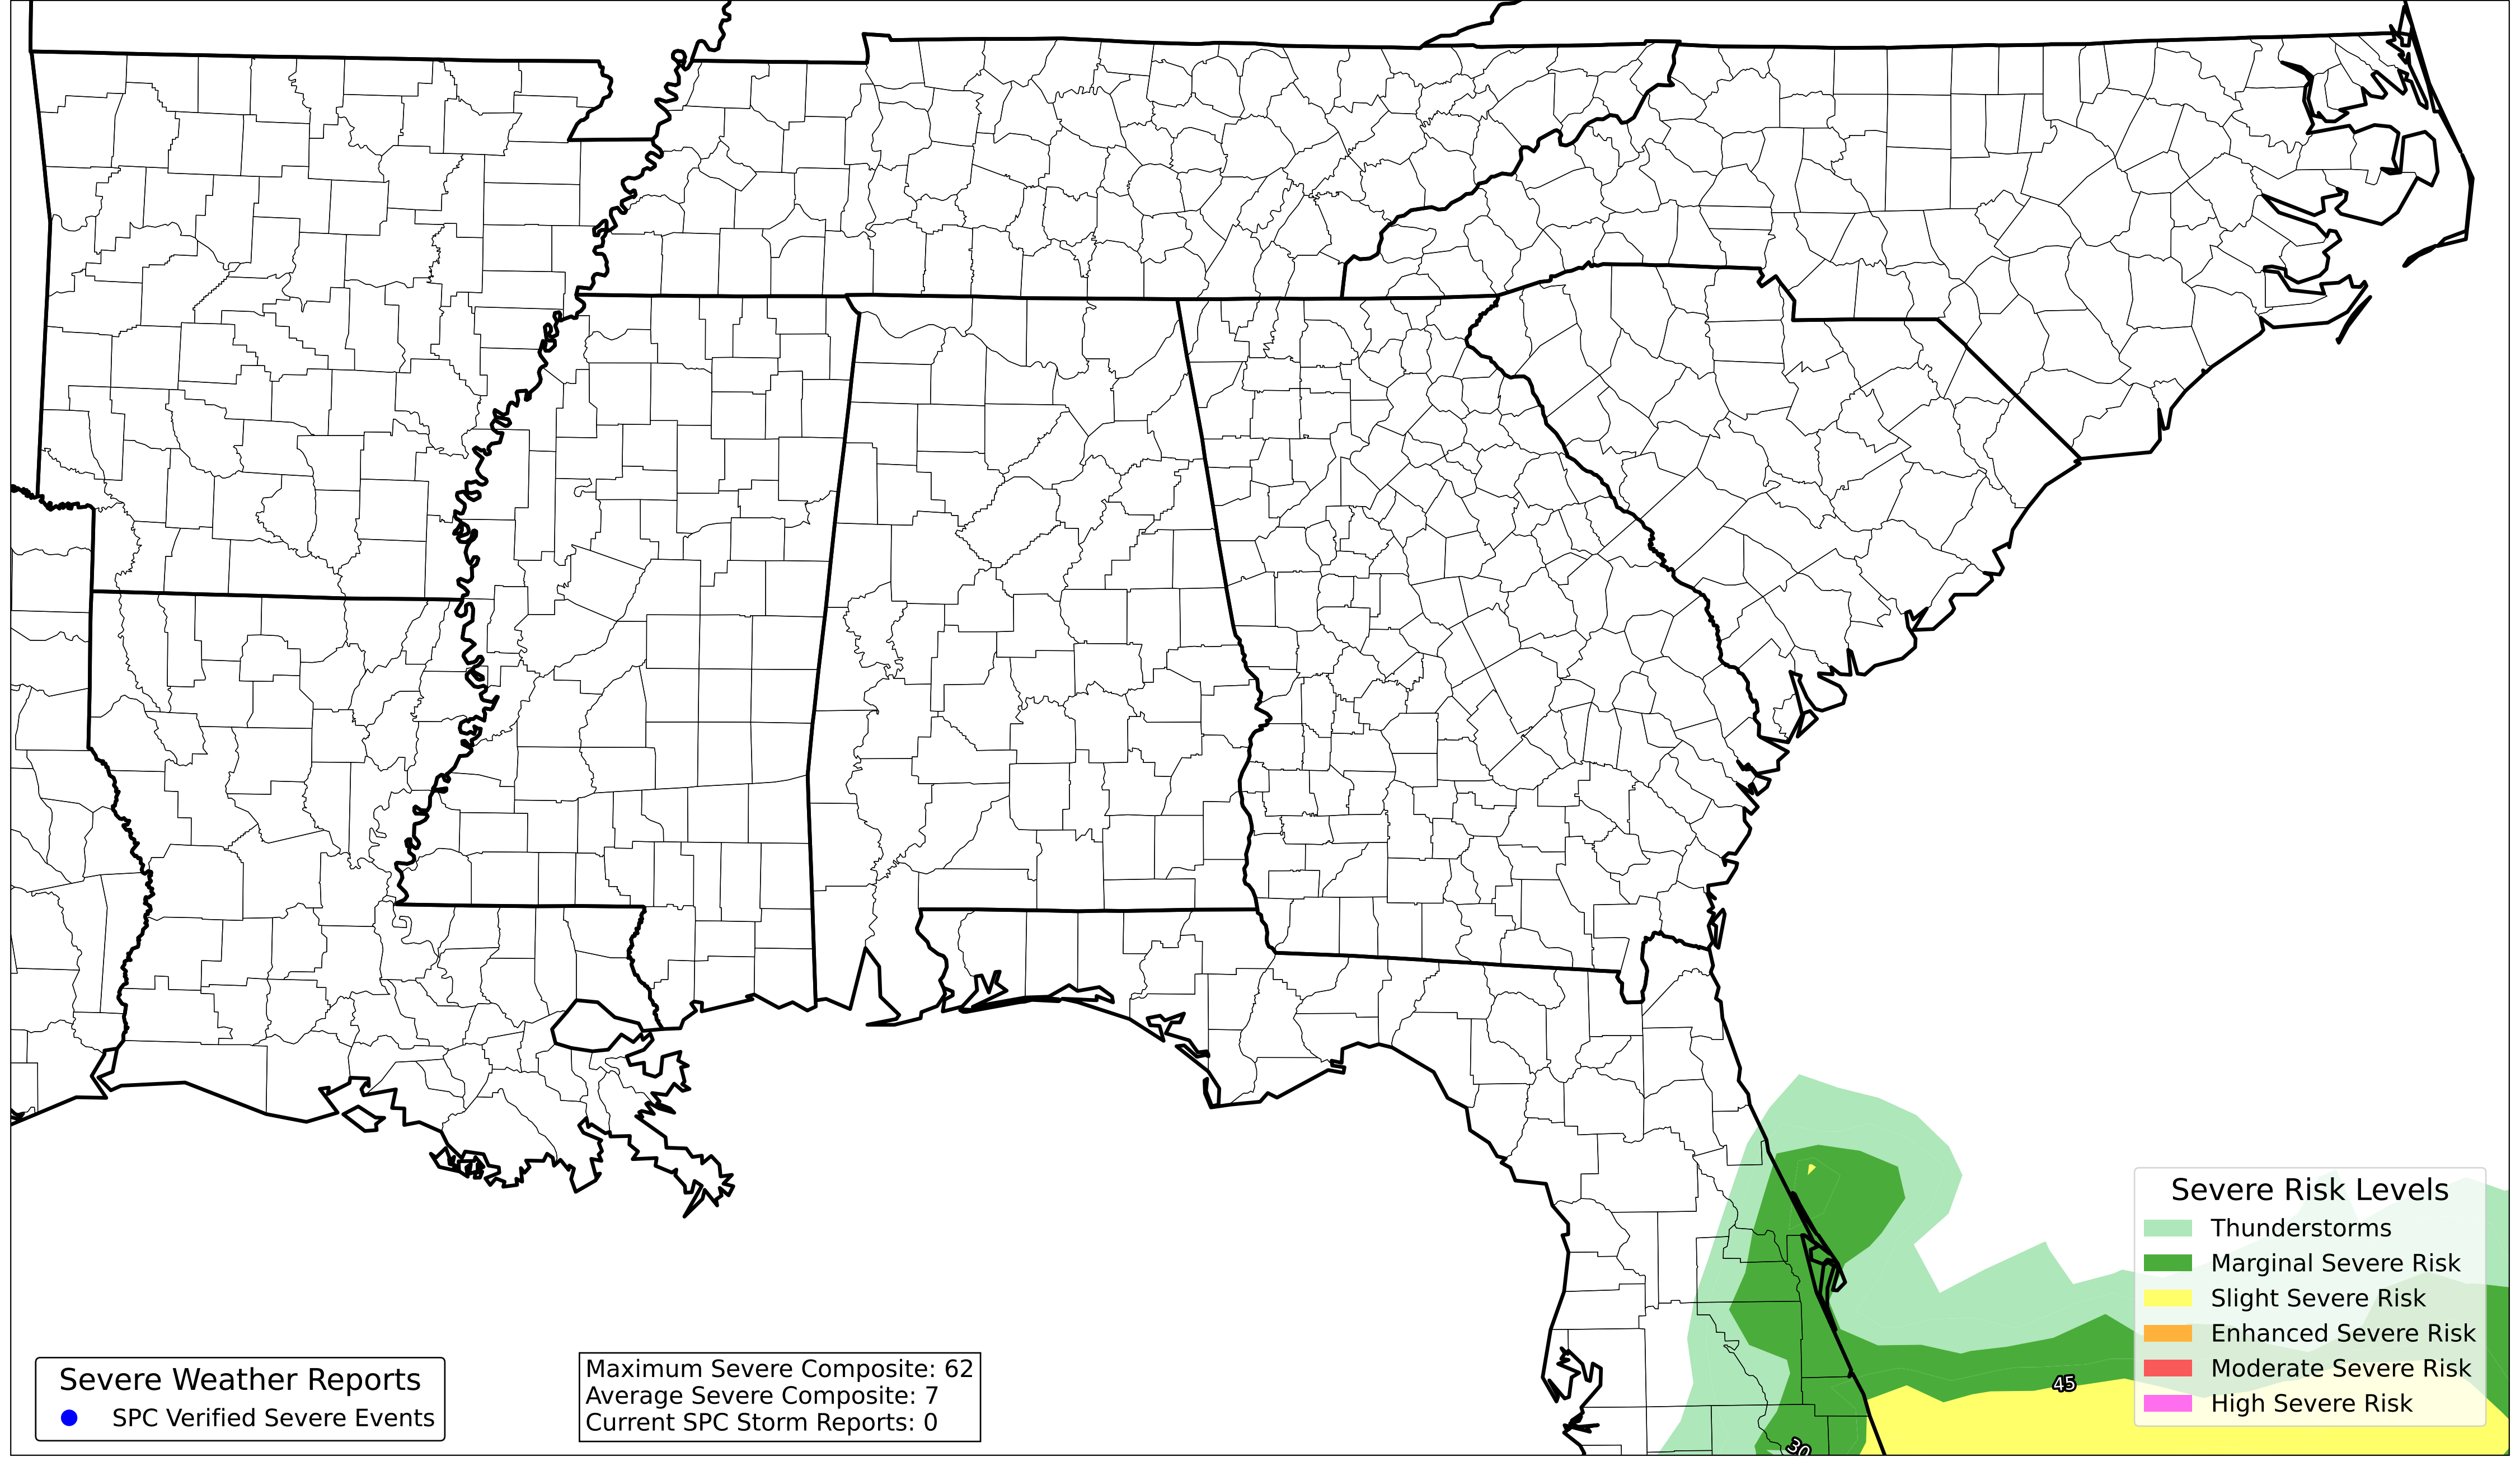 45
30
Severe Risk Levels
Thunderstorms
Marginal Severe Risk
Slight Severe Risk
Enhanced Severe Risk
Moderate Severe Risk
High Severe Risk
Severe Weather Reports
SPC Verified Severe Events
Maximum Severe Composite: 62
Average Severe Composite: 7
Current SPC Storm Reports: 0